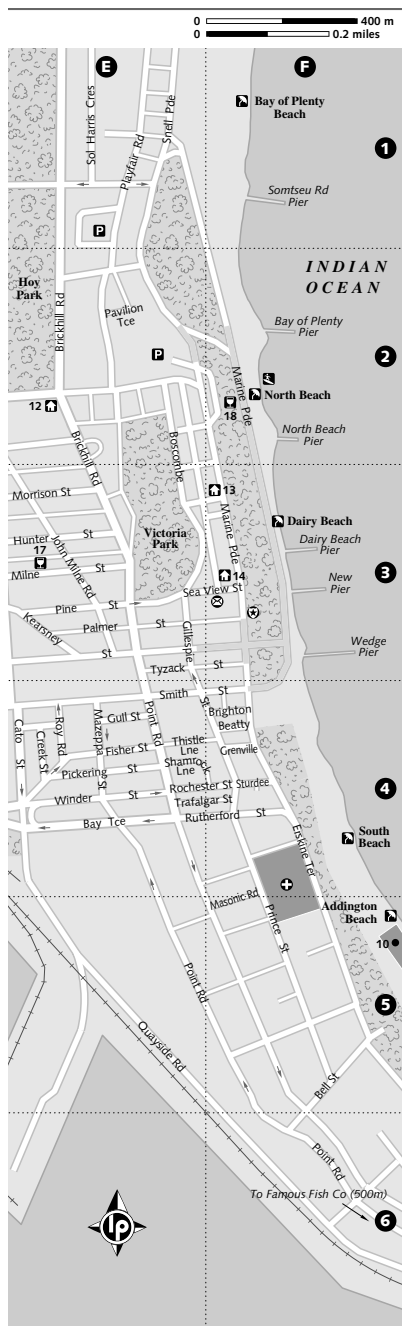 0 400 m
0 0.2 miles
E
F
Sol Harris Cres
Playfair Rd
Snell Pde
Bay of Plenty
Beach
1
Somtseu Rd
Pier
P
INDIAN
OCEAN
Hoy
Park
Brickhill Rd
Pavilion
Tce
Bay of Plenty
Pier
P
2
Marine Pde
North Beach
12
18
Brickhill Rd
Boscombe
North Beach
Pier
Morrison St
13
Marine Pde
Dairy Beach
Hunter St
Victoria
Park
Dairy Beach
Pier
17
John Milne Rd
Milne St
14
3
New
Pier
Sea View St
Pine St
Kearsney St
Palmer St
Gillespie St
Wedge
Pier
Tyzack St
Smith St
Cato St
Creek St
Roy Rd
Mazeppa St
Gull St
Point Rd
Brighton
Beatty
Fisher St
Thistle
Lne
Grenville
Shamrock
Lne
Pickering St
4
Rochester St
Sturdee
Winder St
Trafalgar St
Bay Tce
Rutherford St
Erskine Ter
South
Beach
Masonic Rd
Prince St
Addington
Beach
10
Point Rd
5
Quayside Rd
Bell St
Point Rd
To Famous Fish Co (500m)
6
lp